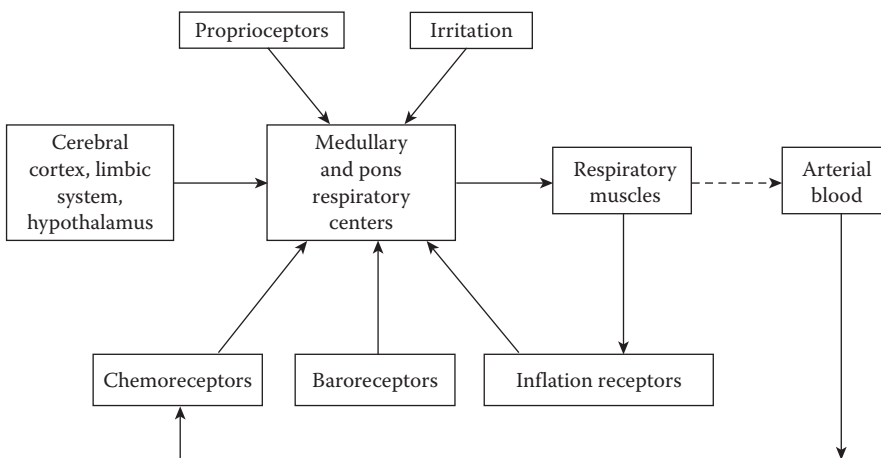 Proprioceptors
Irritation
Cerebral
cortex, limbic
system,
hypothalamus
Medullary
and pons
respiratory
centers
Respiratory
muscles
Arterial
blood
Chemoreceptors
Baroreceptors
Inflation receptors